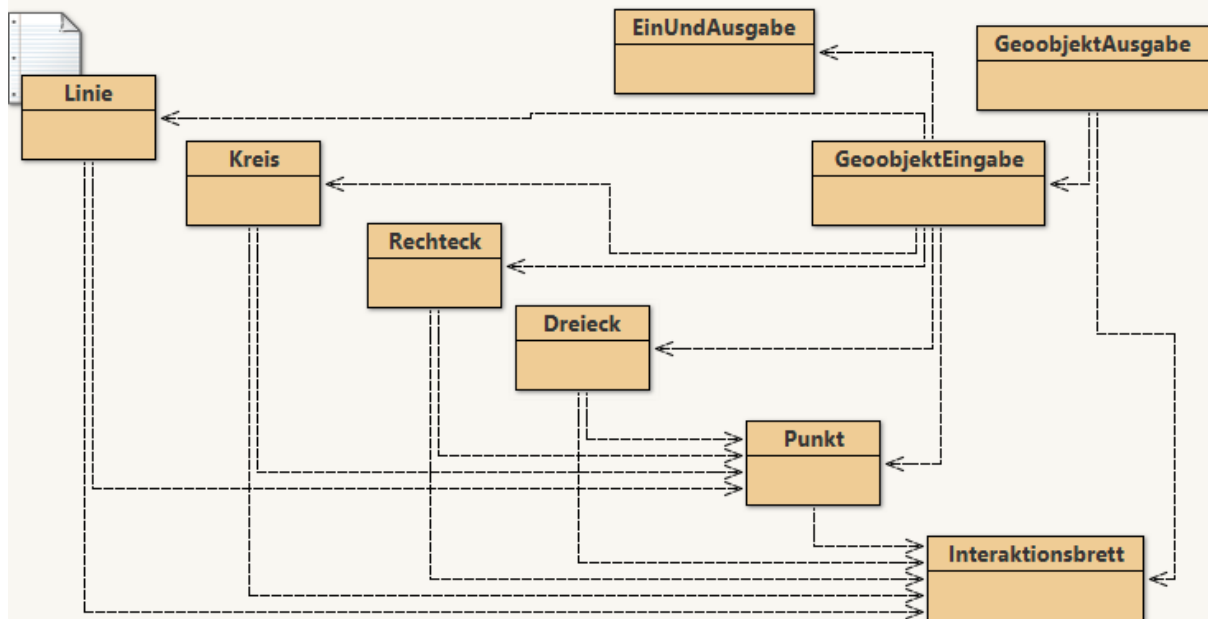 EinUndAusgabe
GeoobjektAusgabe
Linie
Kreis
GeoobjektEingabe
Rechteck
Dreieck
Punkt
Interaktionsbrett